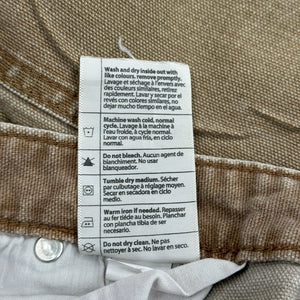 Wash and dry inside out with
like colours. remove promptly.
Lavage et séchage à l'envers avec
des couleurs similaires, retirer
rapidement. Lavar y secar al revés
con colores similares. No dejar
mucho tiempo en el agua.
Machine wash cold. normal
cycle. Lavage à la machine à
l'eau froide, à cycle normal.
Lavar a máquina con agua
fría en ciclo normal.
Do not bleach. Aucun agent de
blanchiment. No usar
blanqueador.
Tumble dry medium. Sécher
par culbutage à réglage moyen.
Secar en secadora en ciclo
medio.
Warm iron if needed. Repasser
au fer tiède au besoin. Planchar
con plancha tibia de ser
necesario.
Do not dry clean. Ne pas
nettoyer à sec. No lavar en seco.